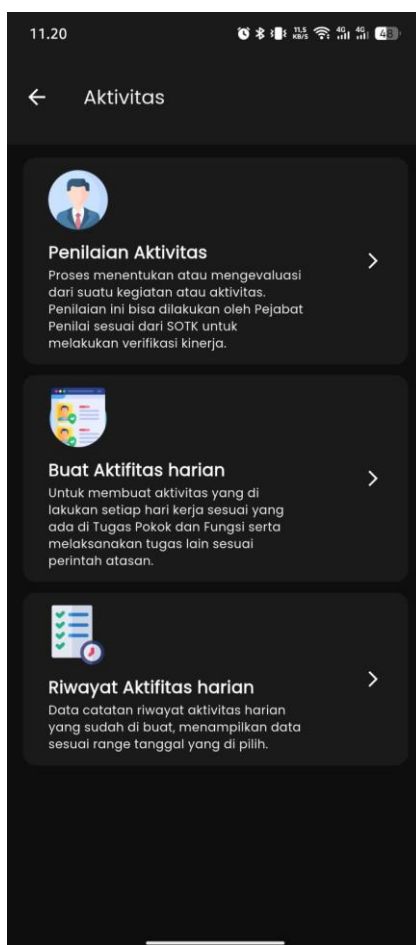 11.20
11,5
KB/S
4G
4G
48
Aktivitas
Penilaian Aktivitas
Proses menentukan atau mengevaluasi
dari suatu kegiatan atau aktivitas.
Penilaian ini bisa dilakukan oleh Pejabat
Penilai sesuai dari SOTK untuk
melakukan verifikasi kinerja.
Buat Aktifitas harian
Untuk membuat aktivitas yang di
lakukan setiap hari kerja sesuai yang
ada di Tugas Pokok dan Fungsi serta
melaksanakan tugas lain sesuai
perintah atasan.
Riwayat Aktifitas harian
Data catatan riwayat aktivitas harian
yang sudah di buat, menampilkan data
sesuai range tanggal yang di pilih.